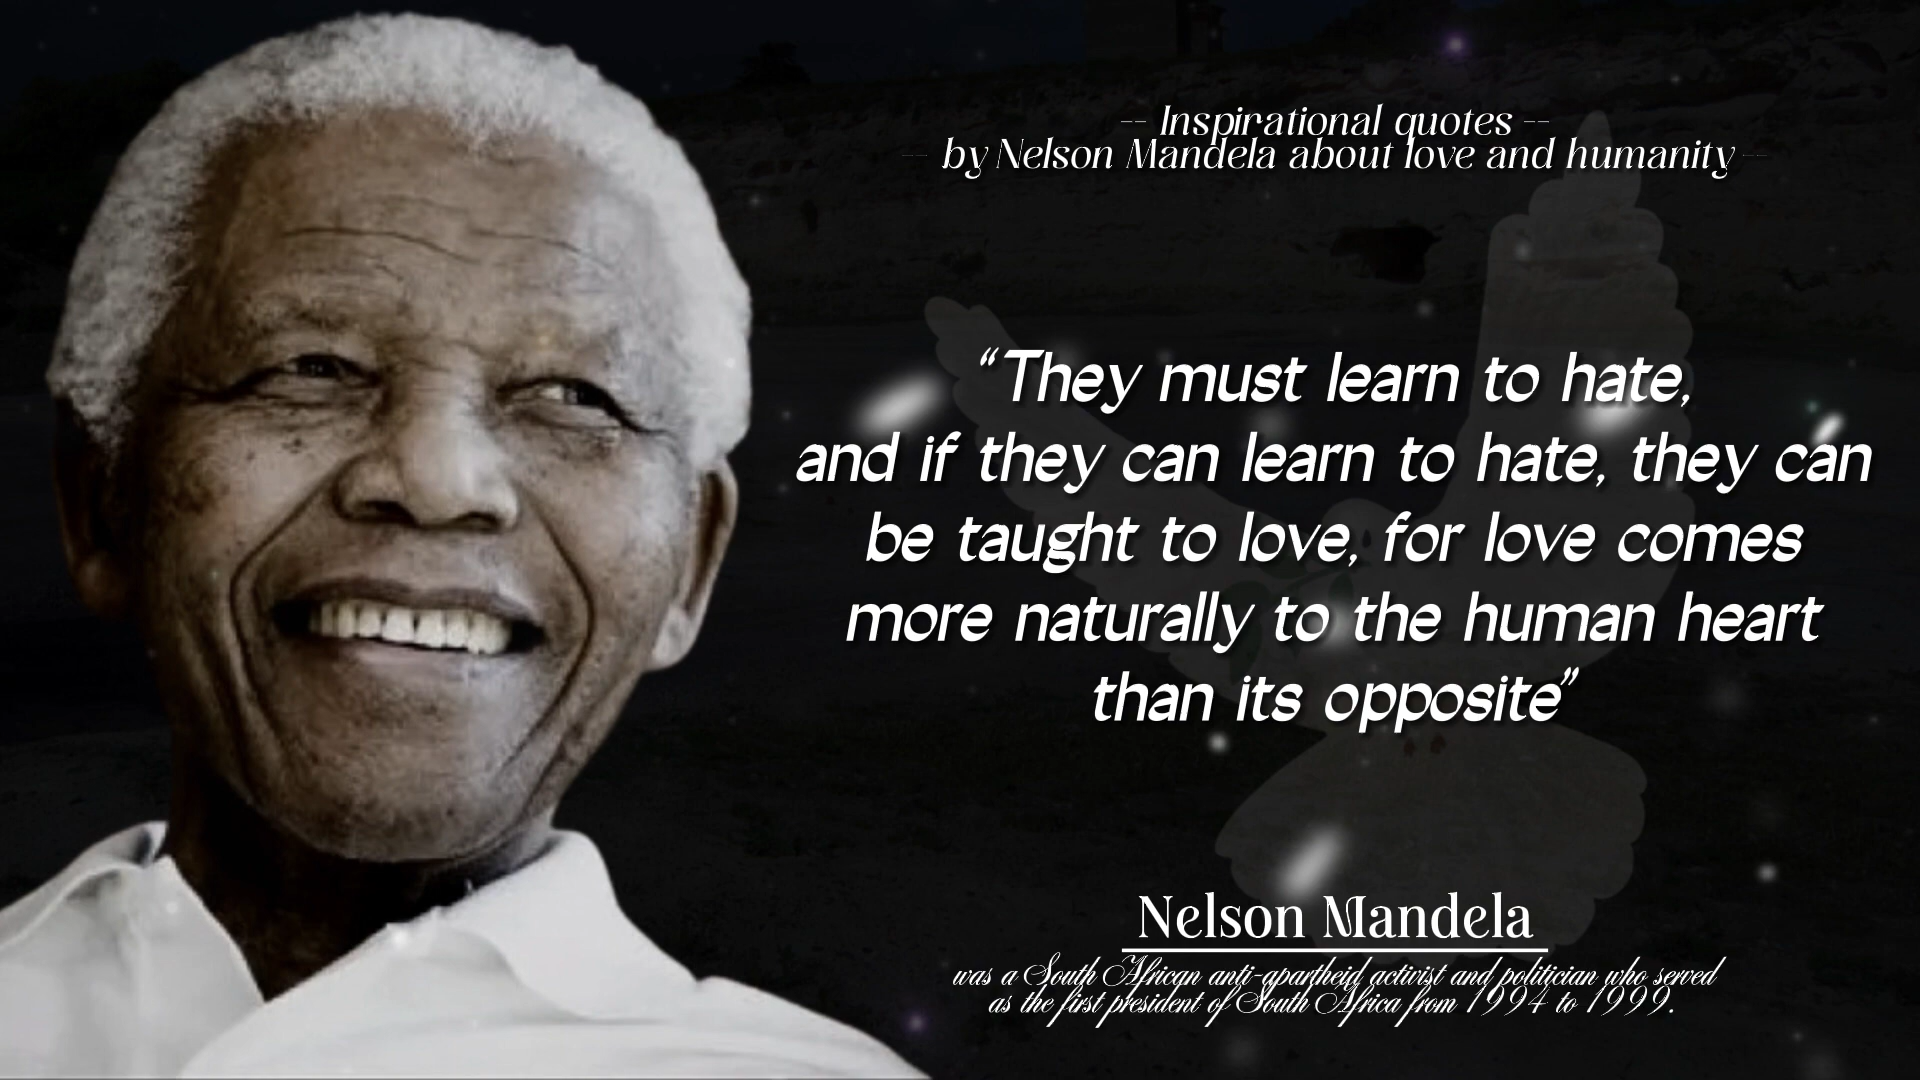 -- Inspirational quotes --
-- by Nelson Mandela about love and humanity --
“They must learn to hate,
and if they can learn to hate, they can
be taught to love, for love comes
more naturally to the human heart
than its opposite”
Nelson Mandela
was a South African anti-apartheid activist and politician who served
as the first president of South Africa from 1994 to 1999.